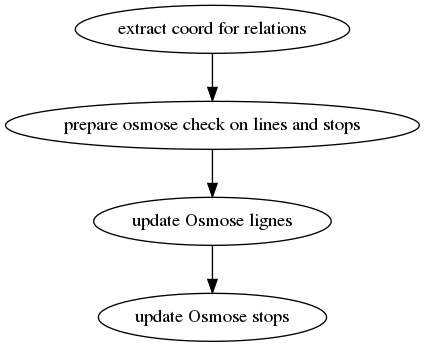 extract coord for relations
prepare osmose check on lines and stops
update Osmose lignes
update Osmose stops